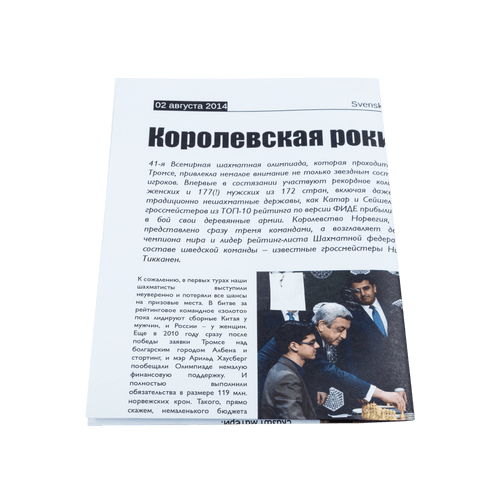 02 августа 2014
Svensk
Королевская роки
41-я Всемирная шахматная олимпиада, которая проходит
Тромсе, привлекла немалое внимание не только звездным сост
игроков. Впервые в состязании участвуют рекордное коли
женских и 177(!) мужских из 172 стран, включая даже
традиционно нешахматные державы, как Катар и Сейшел
гроссмейстеров из ТОП-10 рейтинга по версии ФИДЕ прибыли
в бой свои деревянные армии. Королевство Норвегия,
представлено сразу тремя командами, а возглавляет де
чемпиона мира и лидер рейтинг-листа Шахматной федера
составе шведской команды – известные гроссмейстеры Ни
Тикканен.
К сожалению, в первых турах наши
шахматисты выступили
неуверенно и потеряли все шансы
на призовые места. В битве за
рейтинговое командное «золото»
пока лидируют сборные Китая у
мужчин, и России – у женщин.
Еще в 2010 году сразу после
победы заявки Тромсе над
болгарским городом Албена и
стортинг, и мэр Арильд Хаусберг
пообещали Олимпиаде немалую
финансовую поддержку. И
полностью выполнили
обязательства в размере 119 млн.
норвежских крон. Такого, прямо
скажем, немаленького бюджета